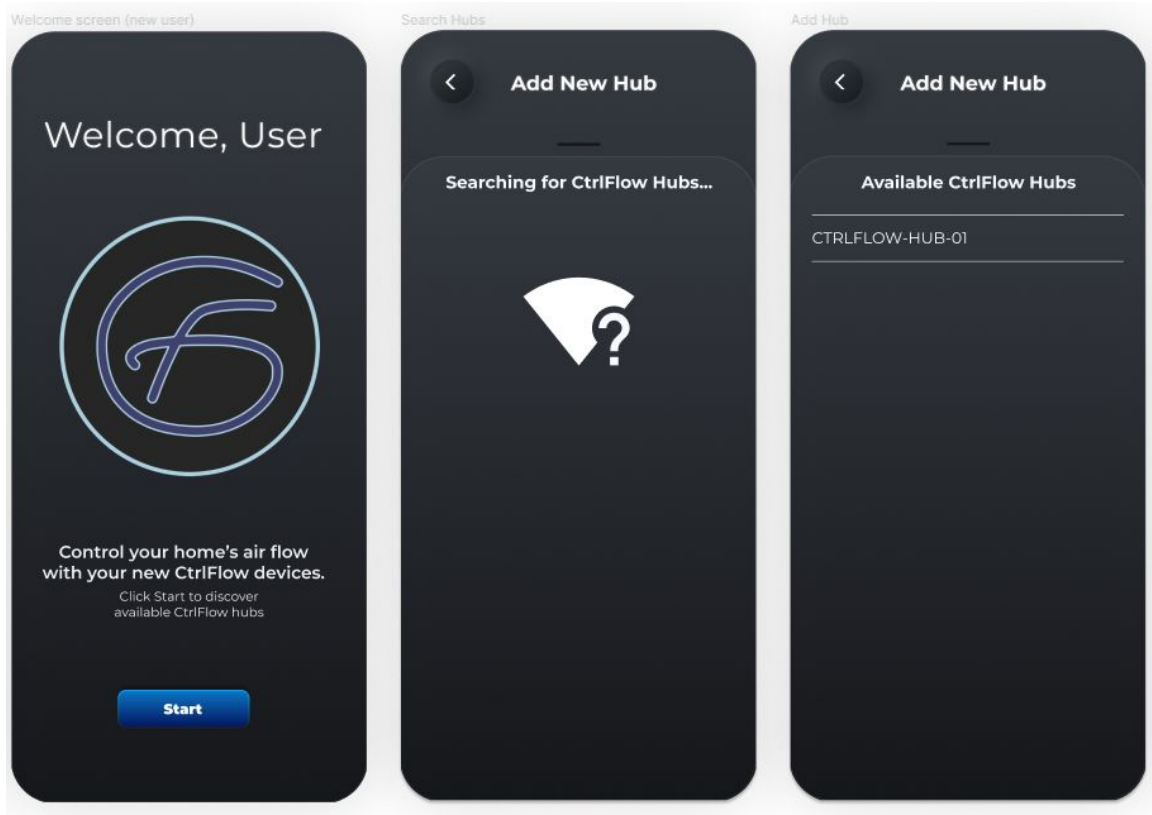 Welcome screen (new user)
Welcome, User
Control your home's air flow
with your new CtrlFlow devices.
Click Start to discover
available CtrlFlow hubs
Start
Search Hubs
Add New Hub
Searching for CtrlFlow Hubs...
?
Add Hub
Add New Hub
Available CtrlFlow Hubs
CTRLFLOW-HUB-01